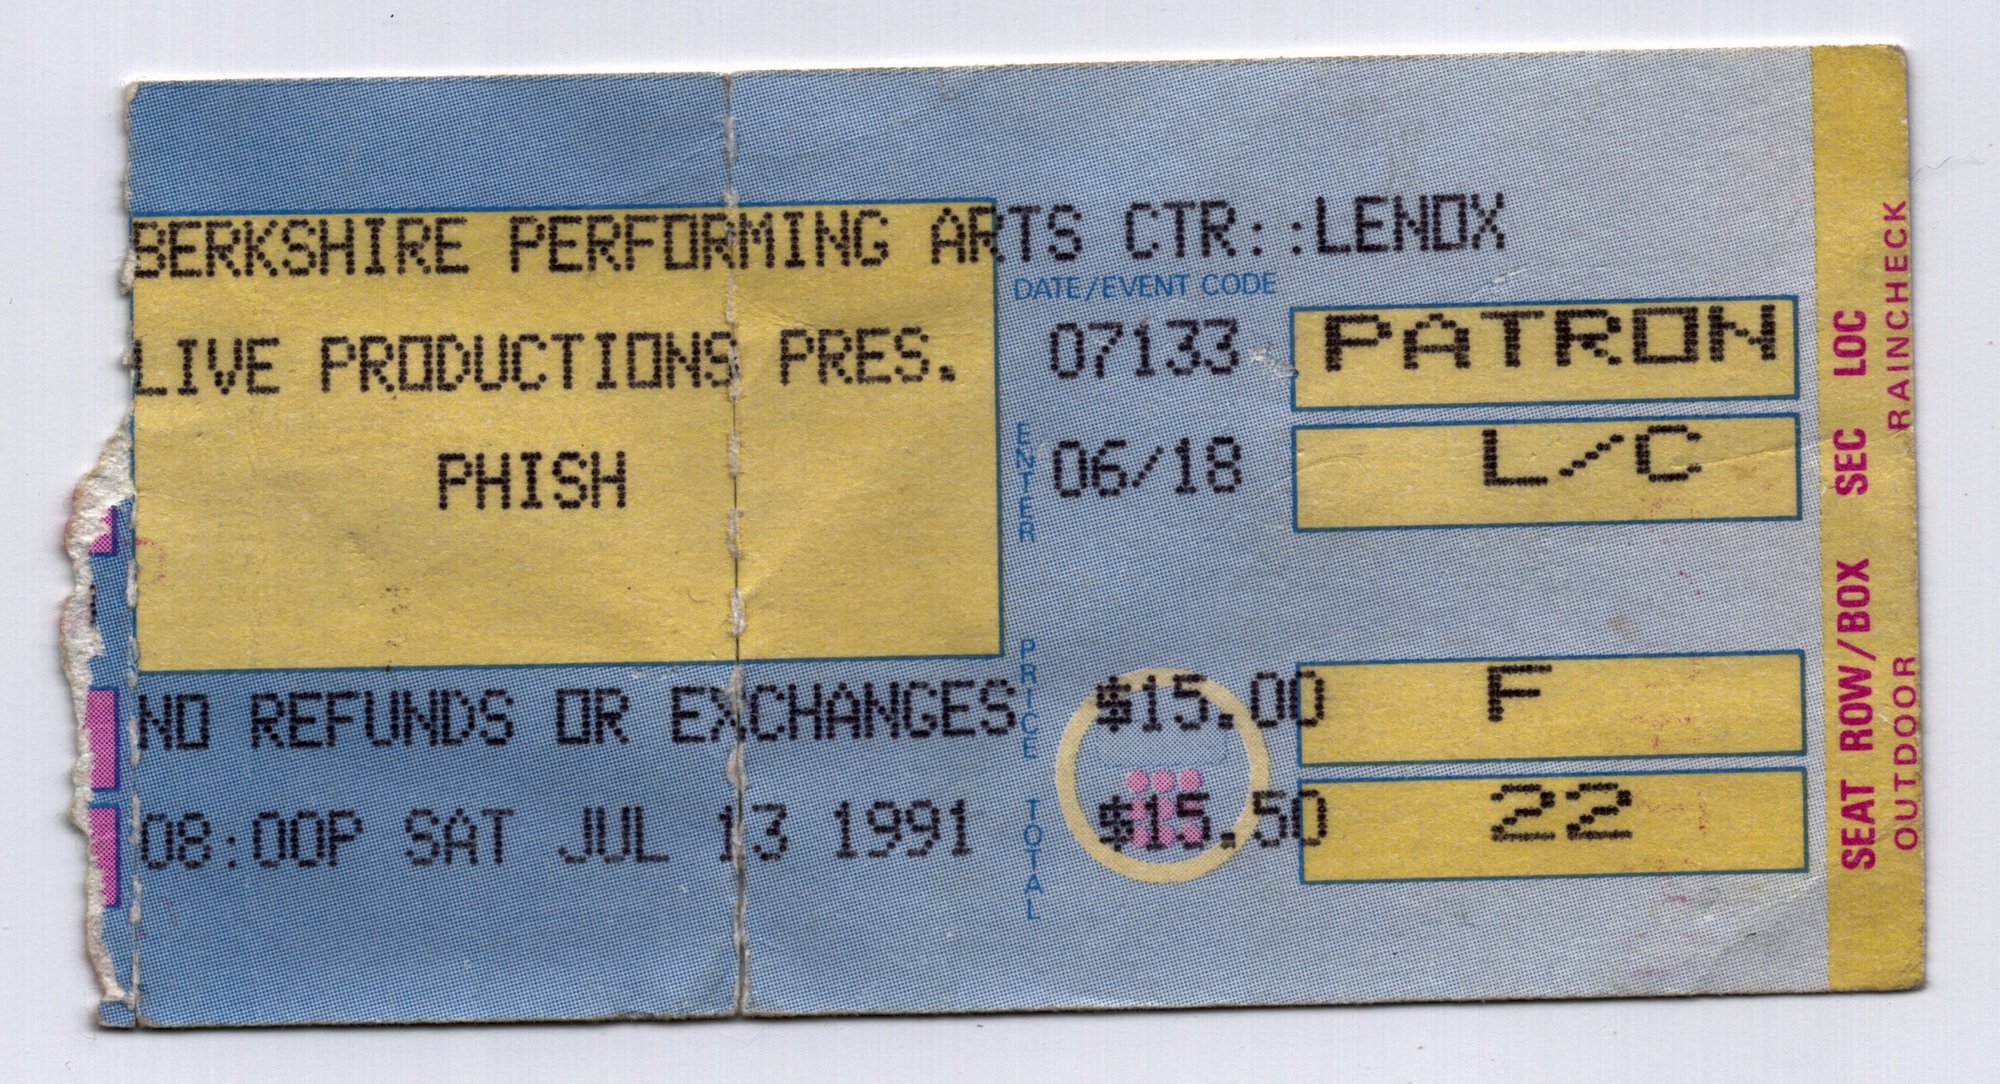 BERKSHIRE PERFORMING ARTS CTR::LENOX
LIVE PRODUCTIONS PRES.
PHISH
NO REFUNDS OR EXCHANGES
08:00P SAT JUL 13 1991
DATE/EVENT CODE
07133
ENTER
06/18
PRICE
$15.00
TOTAL
$15.50
PATRON
L/C
F
22
SEAT ROW/BOX SEC LOC
OUTDOOR RAINCHECK